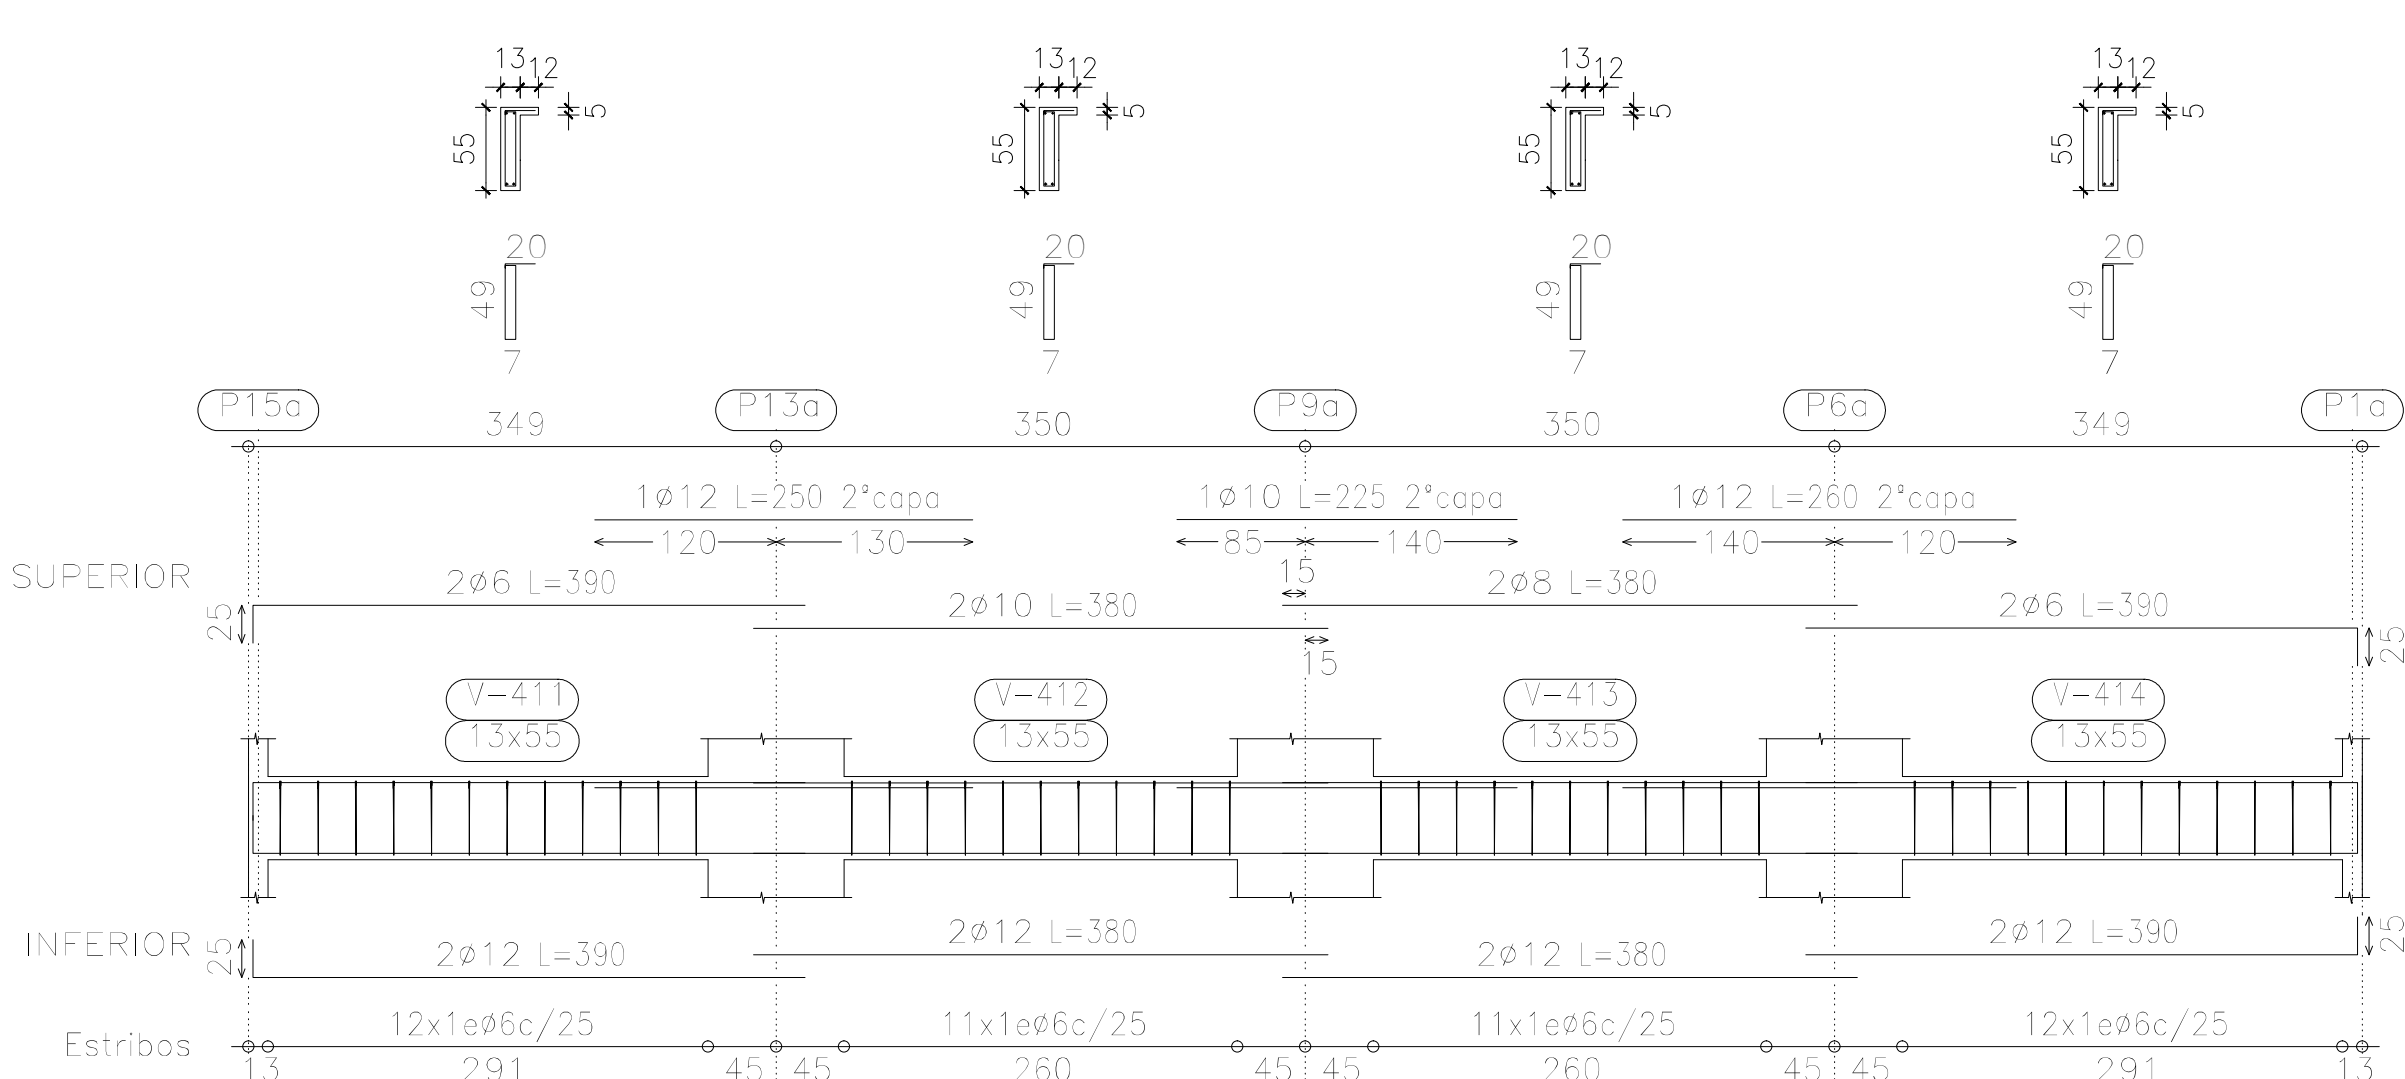 13 12 13 12 13 12 13 12
5 5 5 5
55 55 55 55
20 20 20 20
49 49 49 49
7 7 7 7
P15a P13a P9a P6a P1a
349 350 350 349
1ø12 L=250 2ªcapa 1ø10 L=225 2ªcapa 1ø12 L=260 2ªcapa
120 130 85 140 140 120
15
SUPERIOR 2ø6 L=390 2ø8 L=380
2ø10 L=380 2ø6 L=390
25 25
15
V-411 V-412 V-413 V-414
13x55 13x55 13x55 13x55
2ø12 L=380 2ø12 L=390
INFERIOR 25 25
2ø12 L=390 2ø12 L=380
12x1eø6c/25 11x1eø6c/25 11x1eø6c/25 12x1eø6c/25
Estribos
13 291 45 45 260 45 45 260 45 45 291 13